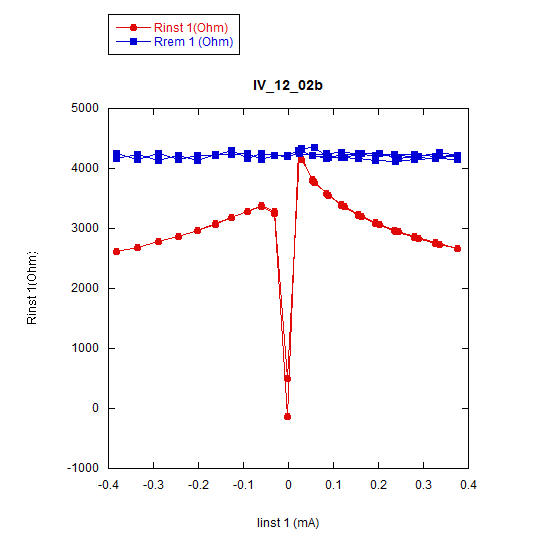 Rinst 1(Ohm)
Rrem 1 (Ohm)
IV_12_02b
5000
4000
3000
2000
1000
0
-1000
Rinst 1(Ohm)
-0.4 -0.3 -0.2 -0.1 0 0.1 0.2 0.3 0.4
Iinst 1 (mA)